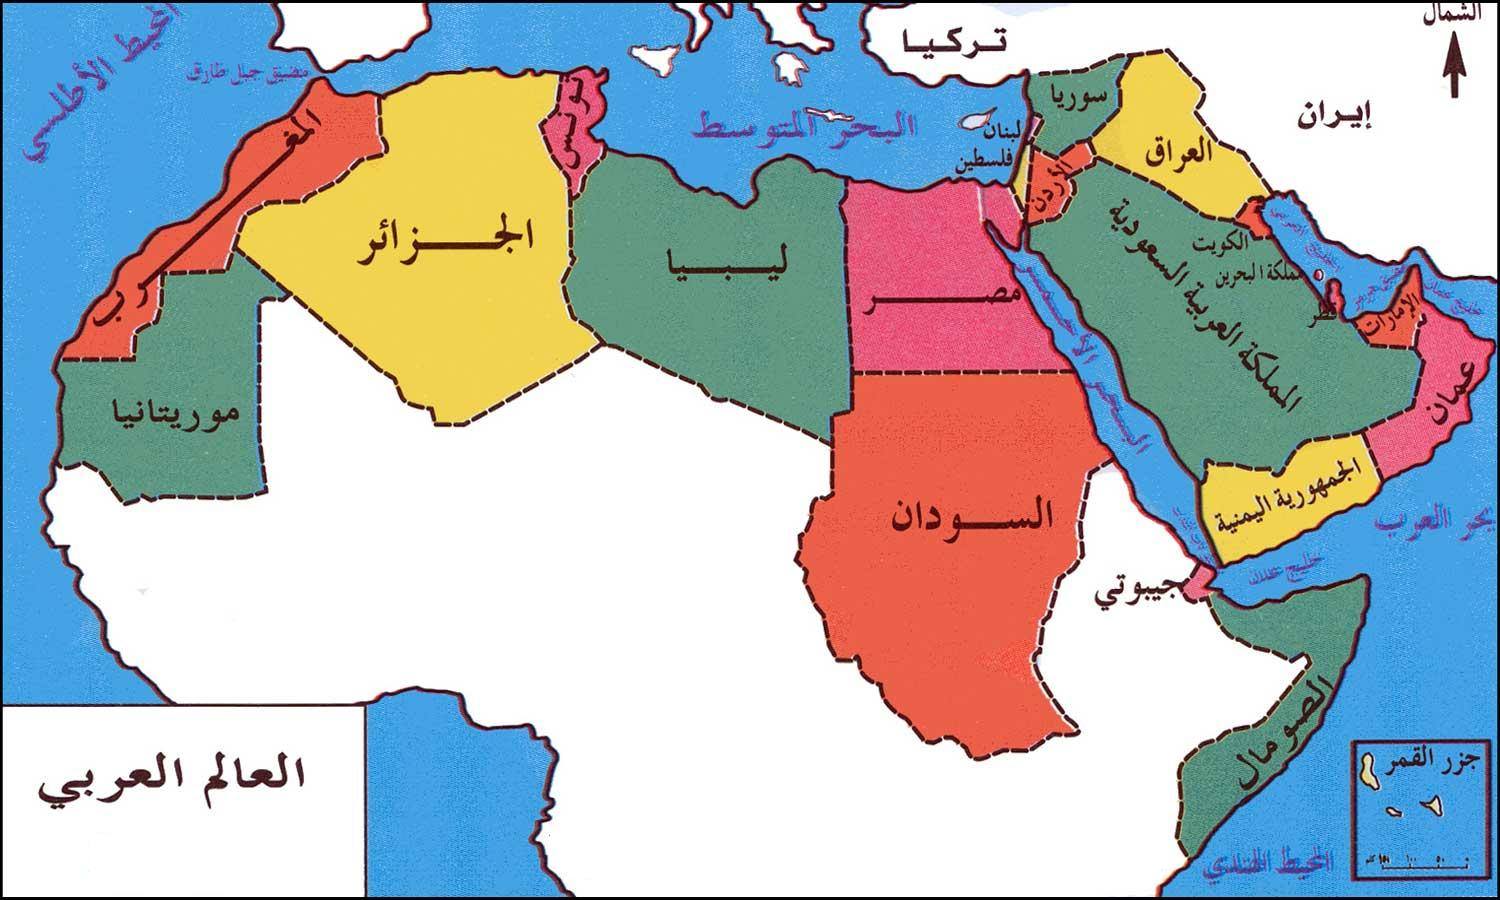 الشمال
المحيط الأطلسي
مضيق جبل طارق
تركيا
إيران
البحر المتوسط
سوريا
لبنان
فلسطين
الأردن
العراق
الكويت
مملكة البحرين
قطر
الإمارات
عمان
المملكة العربية السعودية
الجمهورية اليمنية
المغرب
الجزائر
تونس
ليبيا
مصر
موريتانيا
السودان
البحر الأحمر
بحر العرب
خليج عدن
جيبوتي
الصومال
جزر القمر
المحيط الهندي
العالم العربي